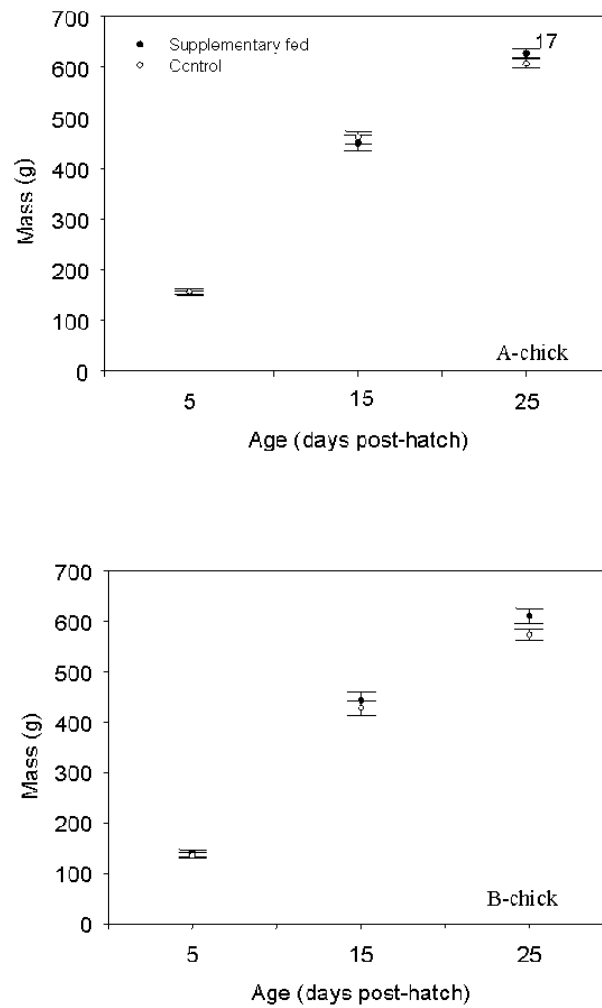 700
Supplementary fed
17
600
Control
500
400
300
200
100
A-chick
0
5 15 25
Age (days post-hatch)
Mass (g)
700
600
500
400
300
200
100
B-chick
0
5 15 25
Age (days post-hatch)
Mass (g)